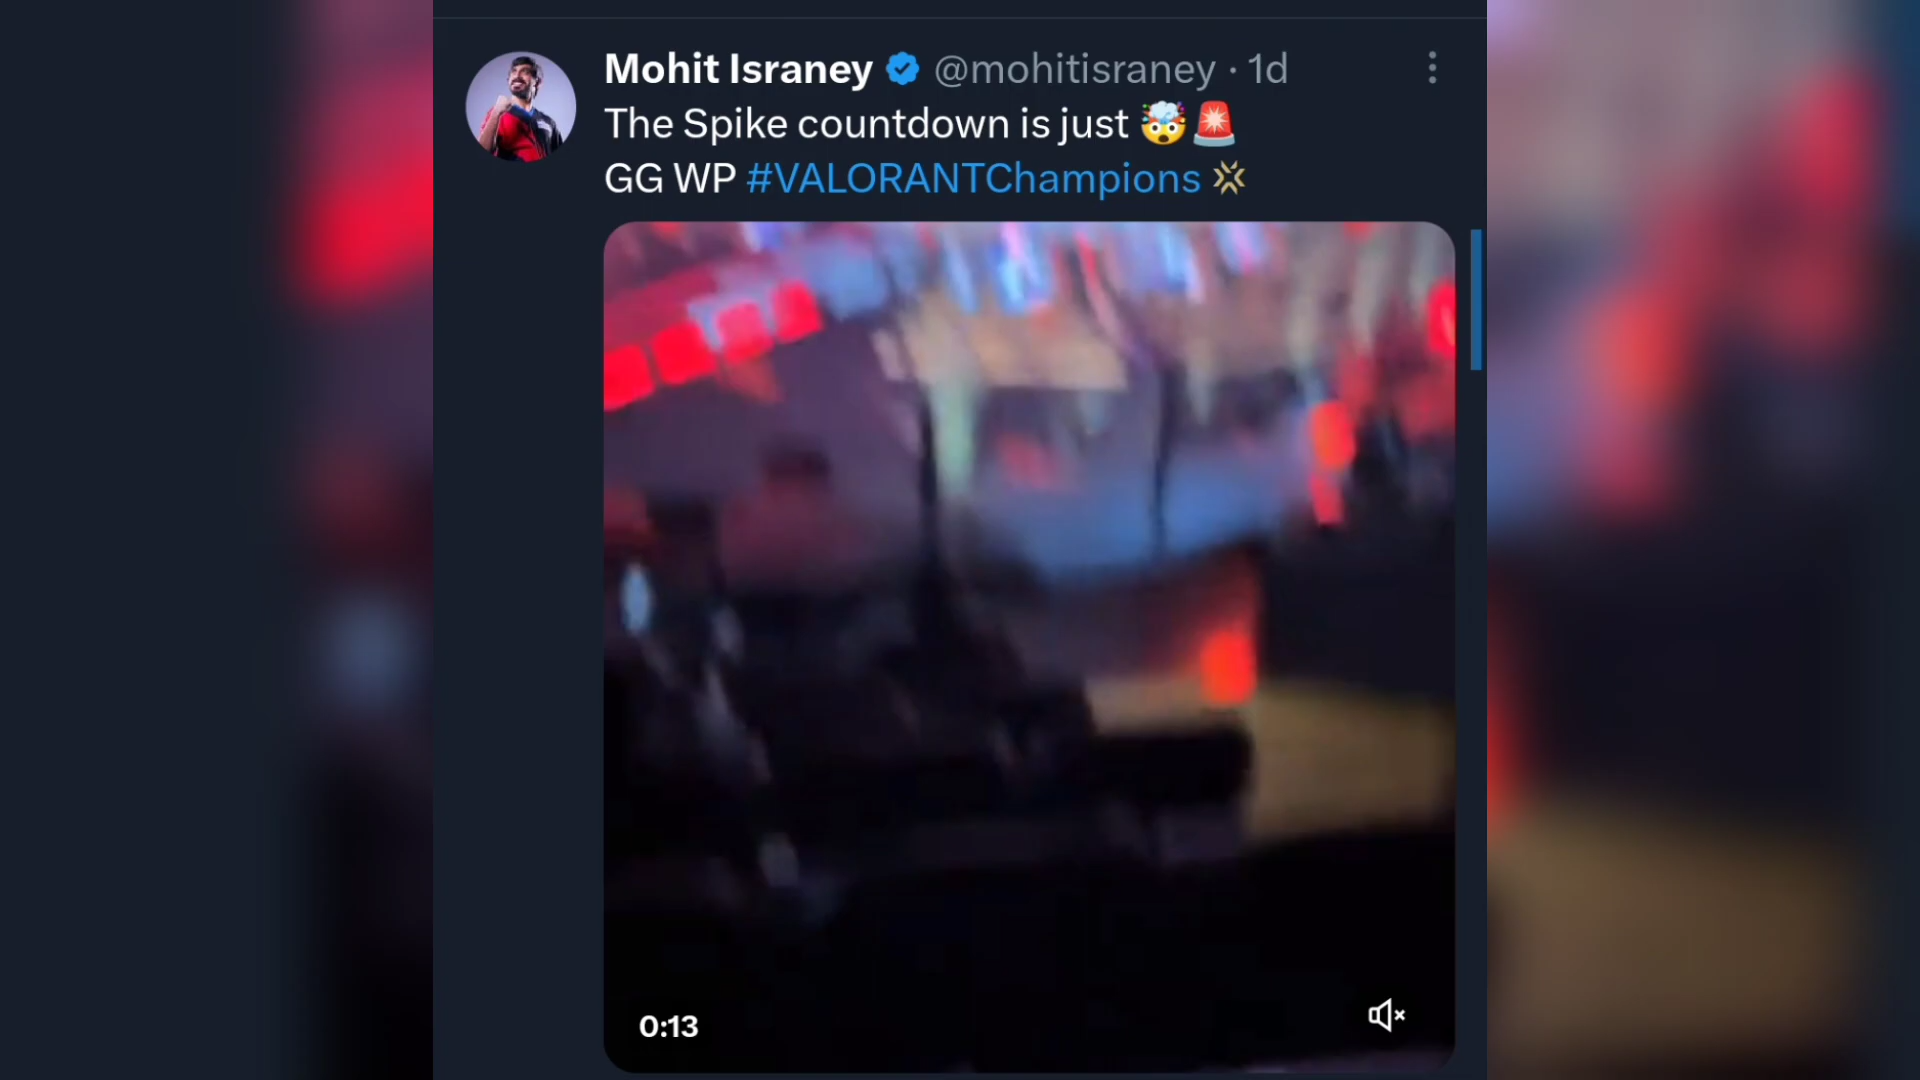 Mohit Israney @mohitisraney · 1d
The Spike countdown is just 🤯🚨
GG WP #VALORANTChampions
0:13